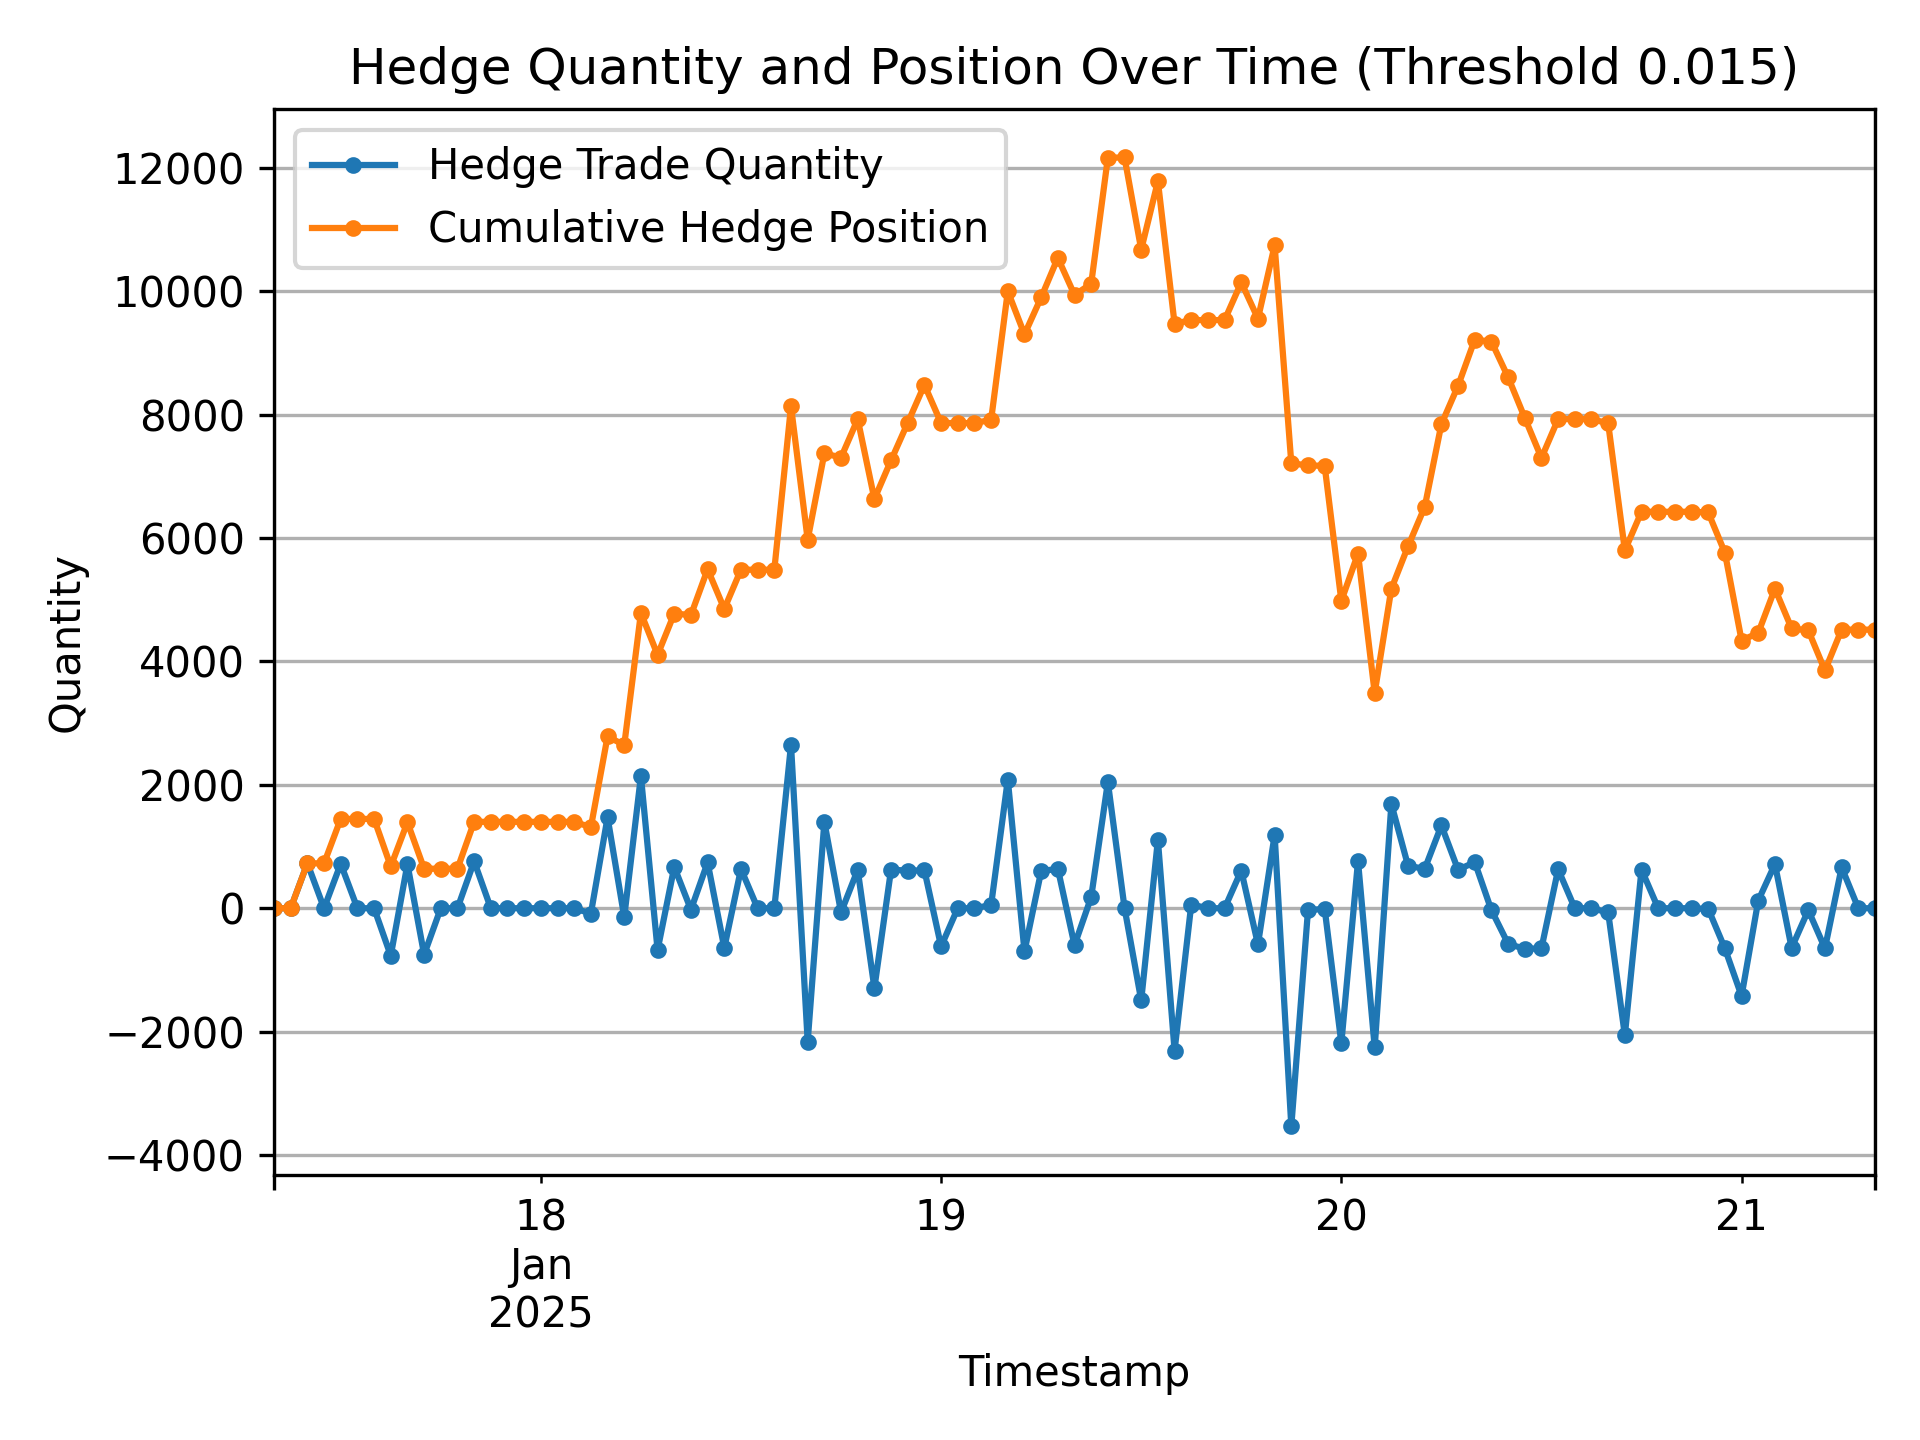 Hedge Quantity and Position Over Time (Threshold 0.015)
Hedge Trade Quantity
Cumulative Hedge Position
12000
10000
8000
6000
4000
2000
0
−2000
−4000
Quantity
18
19
20
21
Jan
2025
Timestamp